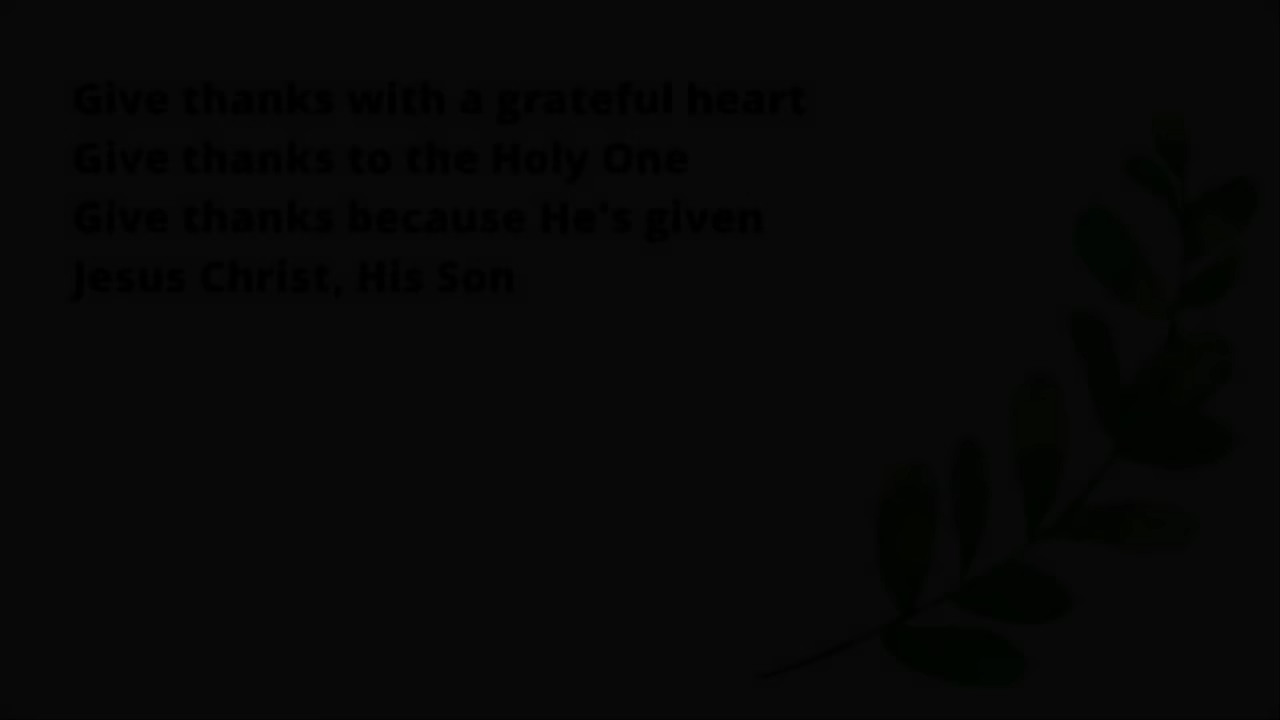 Give thanks with a grateful heart
Give thanks to the Holy One
Give thanks because He's given
Jesus Christ, His Son